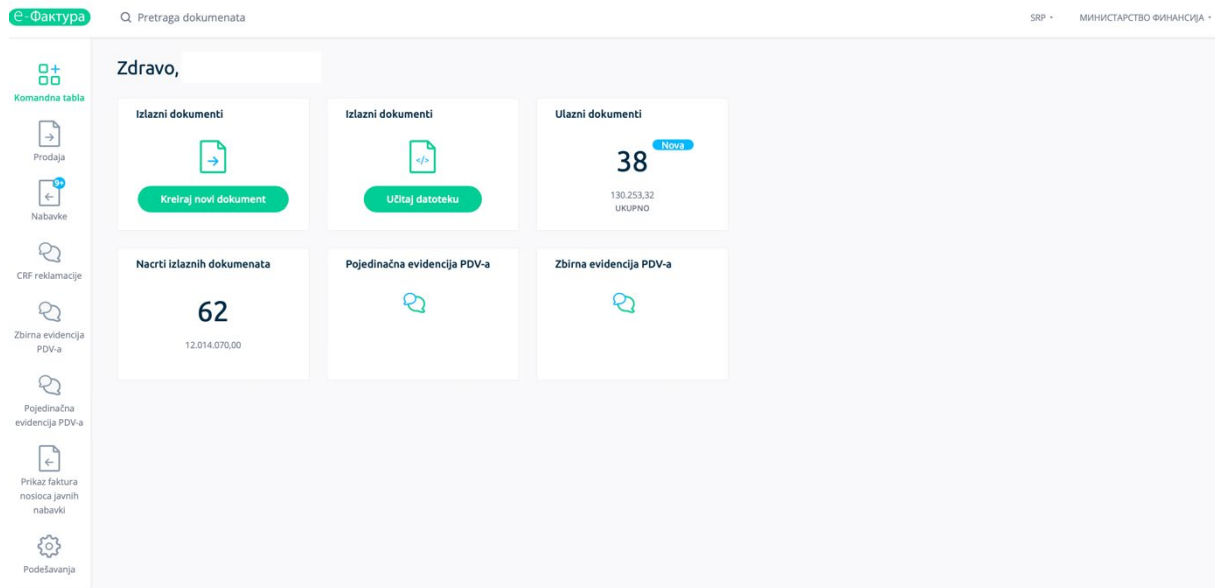 е-Фактура
Pretraga dokumenata
SRP
МИНИСТАРСТВО ФИНАНСИЈА
Komandna tabla
Prodaja
9+
Nabavke
CRF reklamacije
Zbirna evidencija
PDV-a
Pojedinačna
evidencija PDV-a
Prikaz faktura
nosioca javnih
nabavki
Podešavanja
Zdravo,
Izlazni dokumenti
Kreiraj novi dokument
Izlazni dokumenti
</>
Učitaj datoteku
Ulazni dokumenti
Nova
38
130.253,32
UKUPNO
Nacrti izlaznih dokumenata
62
12.014.070,00
Pojedinačna evidencija PDV-a
Zbirna evidencija PDV-a